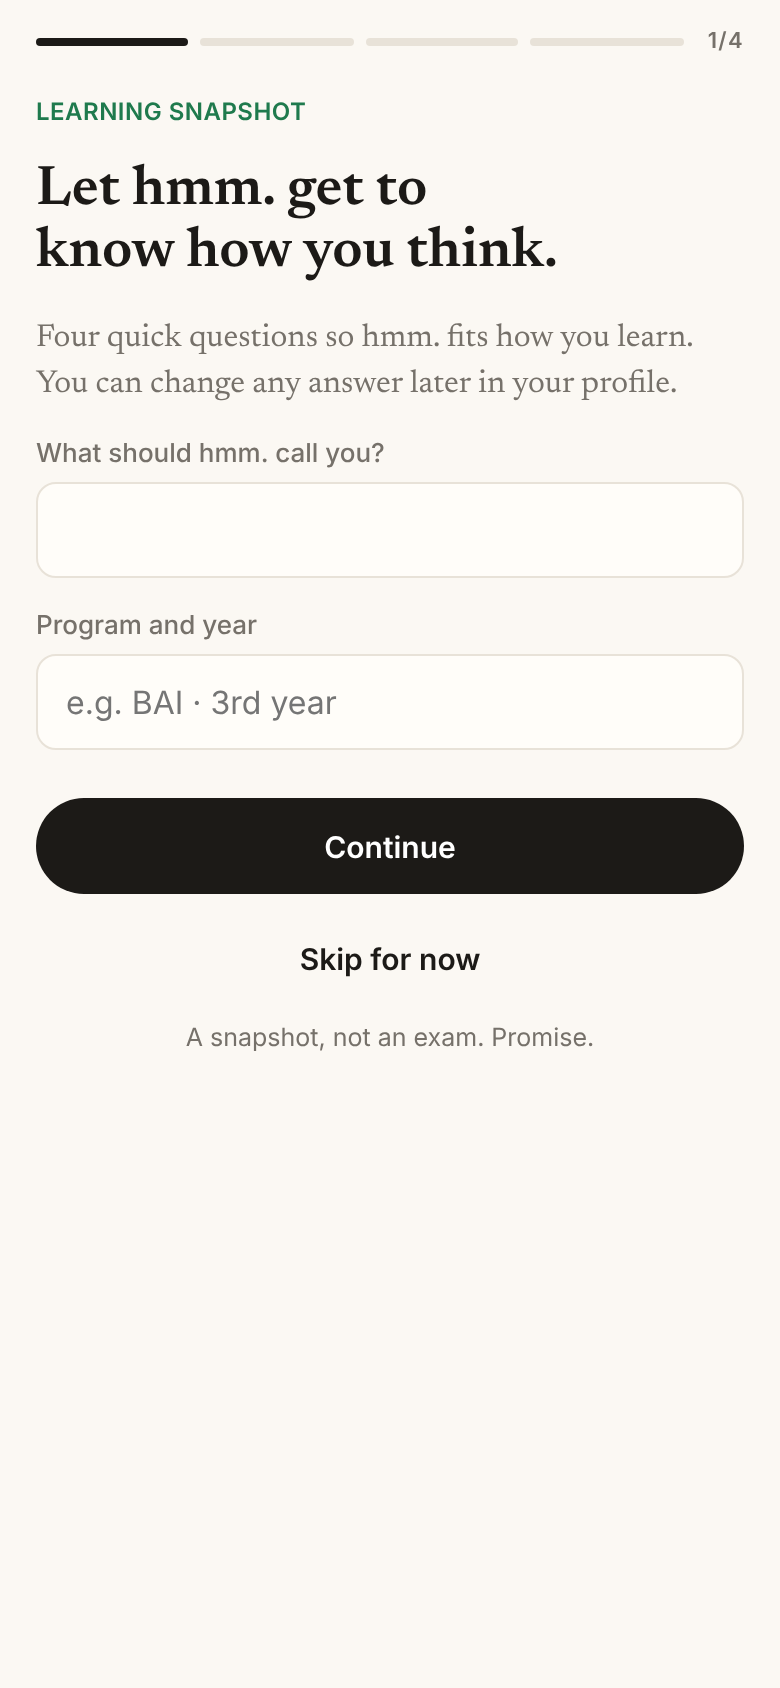 1/4
LEARNING SNAPSHOT
Let hmm. get to
know how you think.
Four quick questions so hmm. fits how you learn.
You can change any answer later in your profile.
What should hmm. call you?
Program and year
e.g. BAI · 3rd year
Continue
Skip for now
A snapshot, not an exam. Promise.